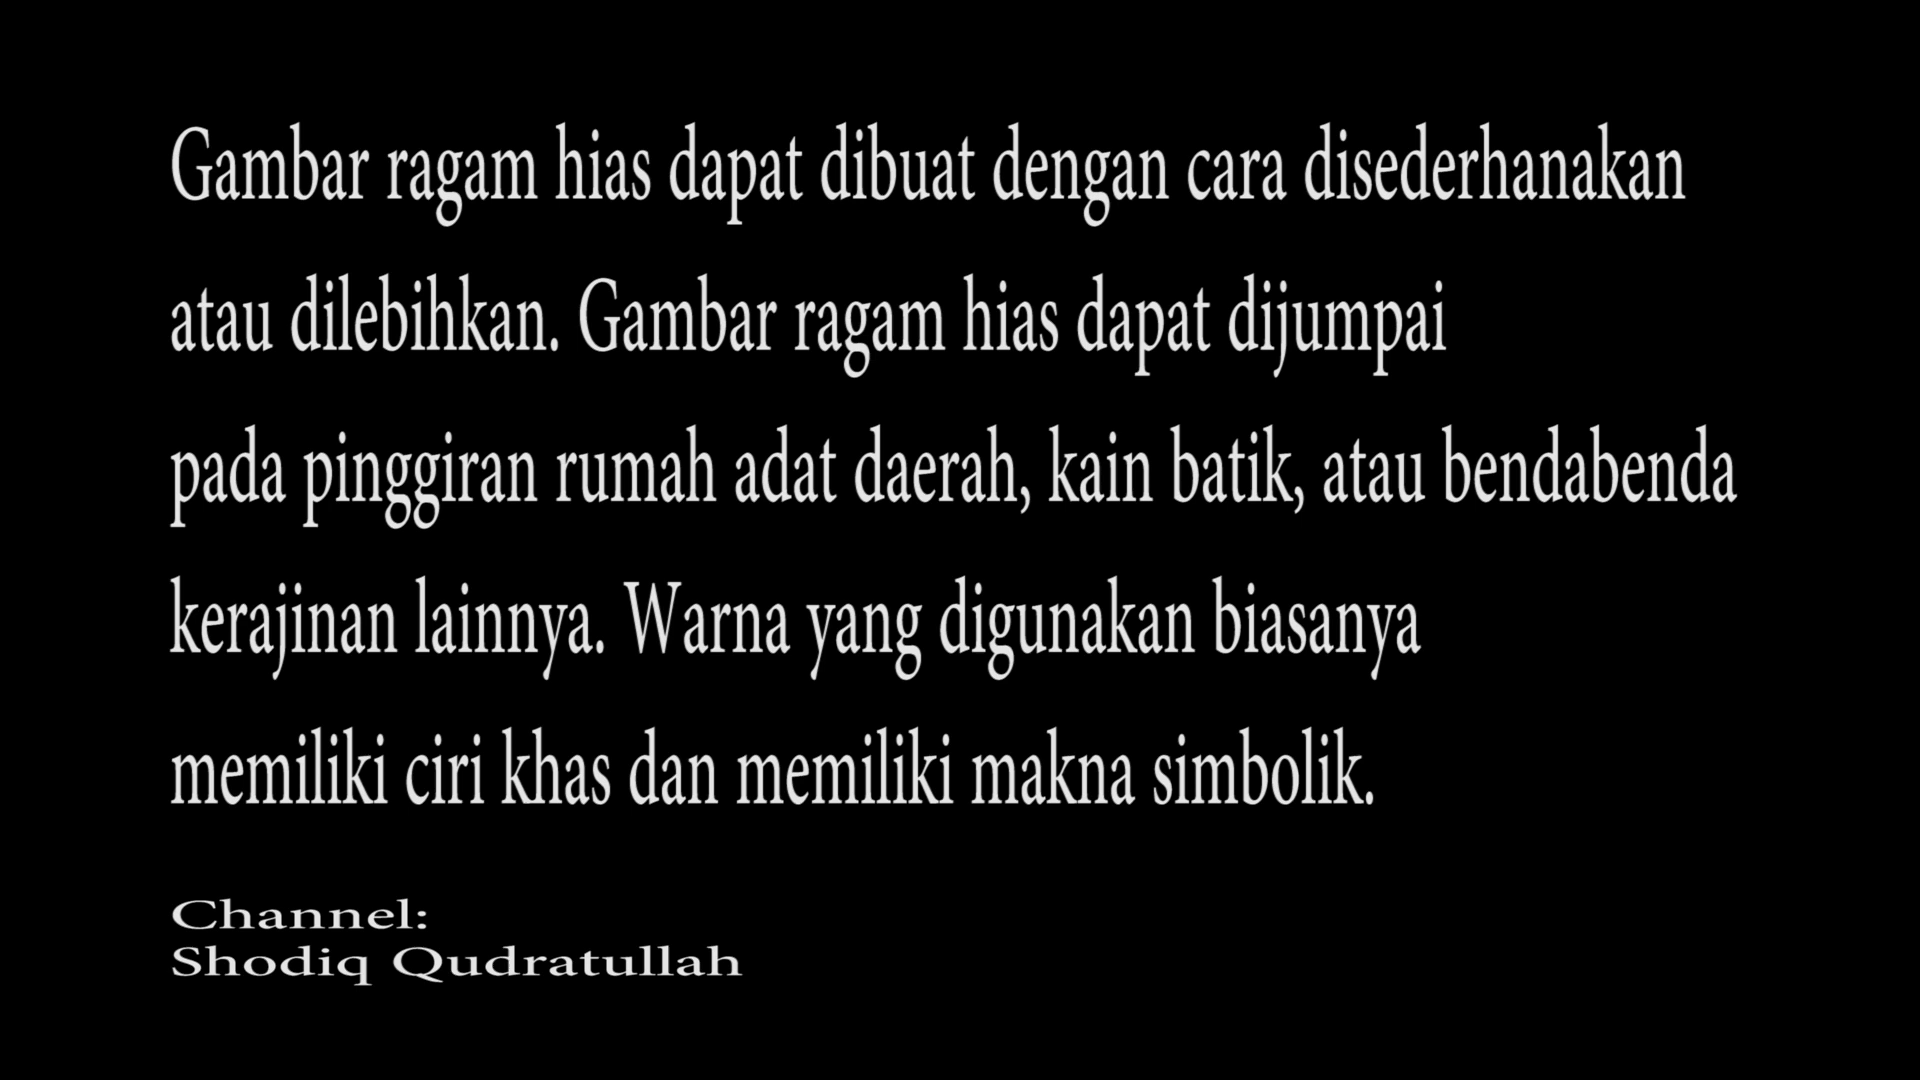 Gambar ragam hias dapat dibuat dengan cara disederhanakan
atau dilebihkan. Gambar ragam hias dapat dijumpai
pada pinggiran rumah adat daerah, kain batik, atau bendabenda
kerajinan lainnya. Warna yang digunakan biasanya
memiliki ciri khas dan memiliki makna simbolik.
Channel:
Shodiq Qudratullah